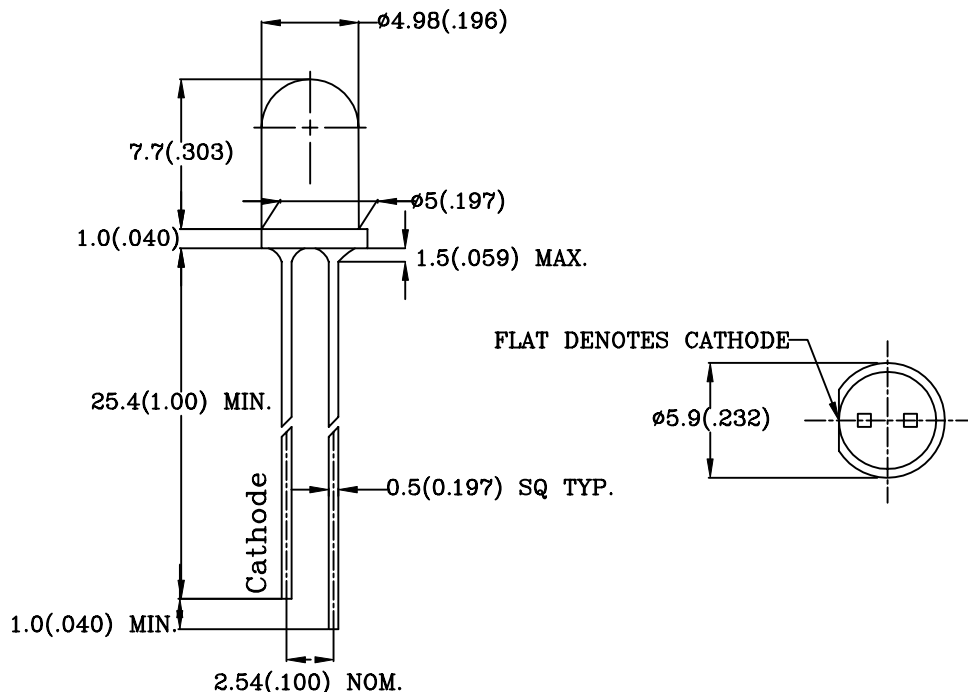 ø4.98(.196)
7.7(.303)
ø5(.197)
1.0(.040)
1.5(.059) MAX.
FLAT DENOTES CATHODE
25.4(1.00) MIN.
ø5.9(.232)
0.5(0.197) SQ TYP.
Cathode
1.0(.040) MIN.
2.54(.100) NOM.